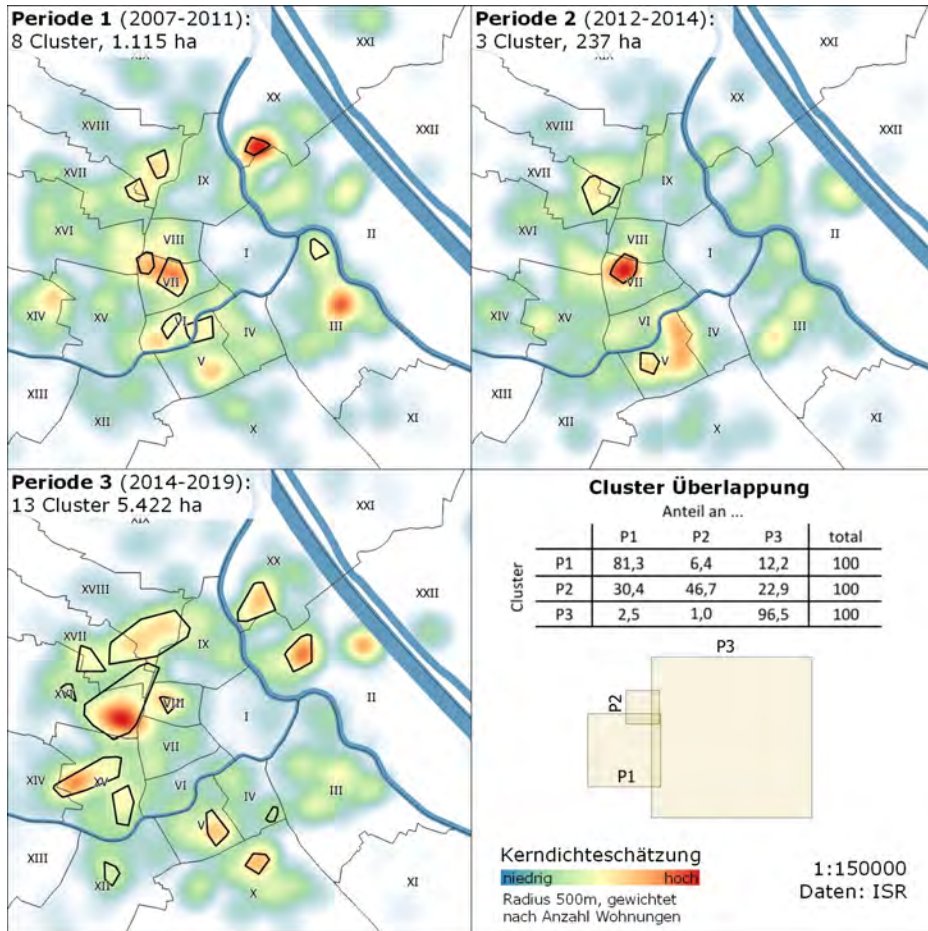 Periode 1 (2007-2011):
8 Cluster, 1.115 ha
XXI
XIX
XX
XXII
XVIII
XVII
IX
XVI
VIII
II
I
VII
XIV
XV
VI
IV
III
V
XIII
XII
X
XI
Periode 2 (2012-2014):
3 Cluster, 237 ha
XXI
XX
XXII
XVIII
XVII
IX
XVI
VIII
II
I
VII
XIV
XV
VI
IV
III
V
XIII
XII
X
XI
Periode 3 (2014-2019):
13 Cluster 5.422 ha
XXI
XIX
XX
XXII
XVIII
XVII
IX
XVI
VIII
II
I
VII
XIV
XV
VI
IV
III
V
XIII
XII
X
XI
Cluster Überlappung
Anteil an ...
P1 P2 P3 total
Cluster
P1 81,3 6,4 12,2 100
P2 30,4 46,7 22,9 100
P3 2,5 1,0 96,5 100
P3
P2
P1
Kerndichteschätzung
niedrig hoch
Radius 500m, gewichtet
nach Anzahl Wohnungen
1:150000
Daten: ISR